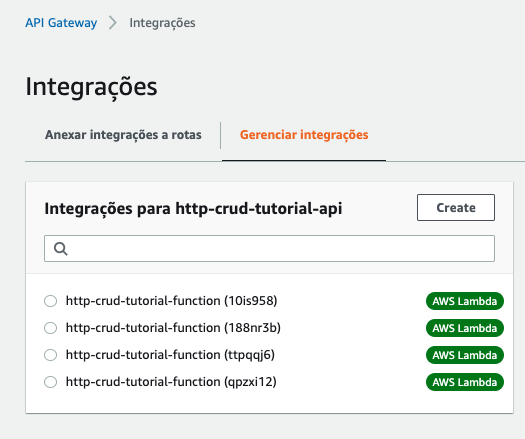 API Gateway > Integrações
Integrações
Anexar integrações a rotas Gerenciar integrações
Integrações para http-crud-tutorial-api Create
http-crud-tutorial-function (10is958) AWS Lambda
http-crud-tutorial-function (188nr3b) AWS Lambda
http-crud-tutorial-function (ttpqqj6) AWS Lambda
http-crud-tutorial-function (qpzxi12) AWS Lambda